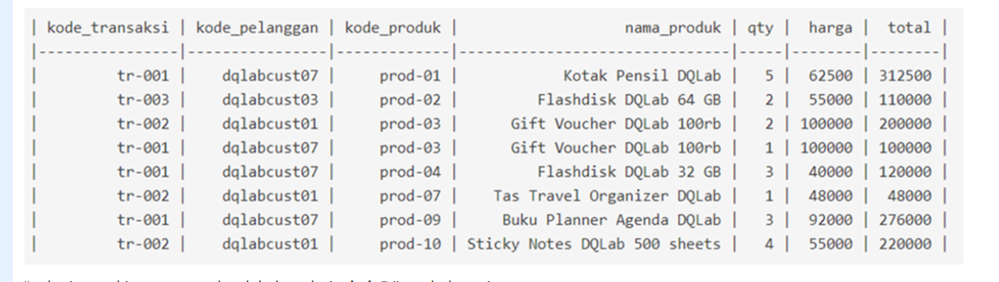 | kode_transaksi | kode_pelanggan | kode_produk | nama_produk | qty | harga | total |
|----------------|----------------|-------------|-------------------------------|-----|--------|--------|
| tr-001 | dqlabcust07 | prod-01 | Kotak Pensil DQLab | 5 | 62500 | 312500 |
| tr-003 | dqlabcust03 | prod-02 | Flashdisk DQLab 64 GB | 2 | 55000 | 110000 |
| tr-002 | dqlabcust01 | prod-03 | Gift Voucher DQLab 100rb | 2 | 100000 | 200000 |
| tr-001 | dqlabcust07 | prod-03 | Gift Voucher DQLab 100rb | 1 | 100000 | 100000 |
| tr-001 | dqlabcust07 | prod-04 | Flashdisk DQLab 32 GB | 3 | 40000 | 120000 |
| tr-002 | dqlabcust01 | prod-07 | Tas Travel Organizer DQLab | 1 | 48000 | 48000 |
| tr-001 | dqlabcust07 | prod-09 | Buku Planner Agenda DQLab | 3 | 92000 | 276000 |
| tr-002 | dqlabcust01 | prod-10 | Sticky Notes DQLab 500 sheets | 4 | 55000 | 220000 |